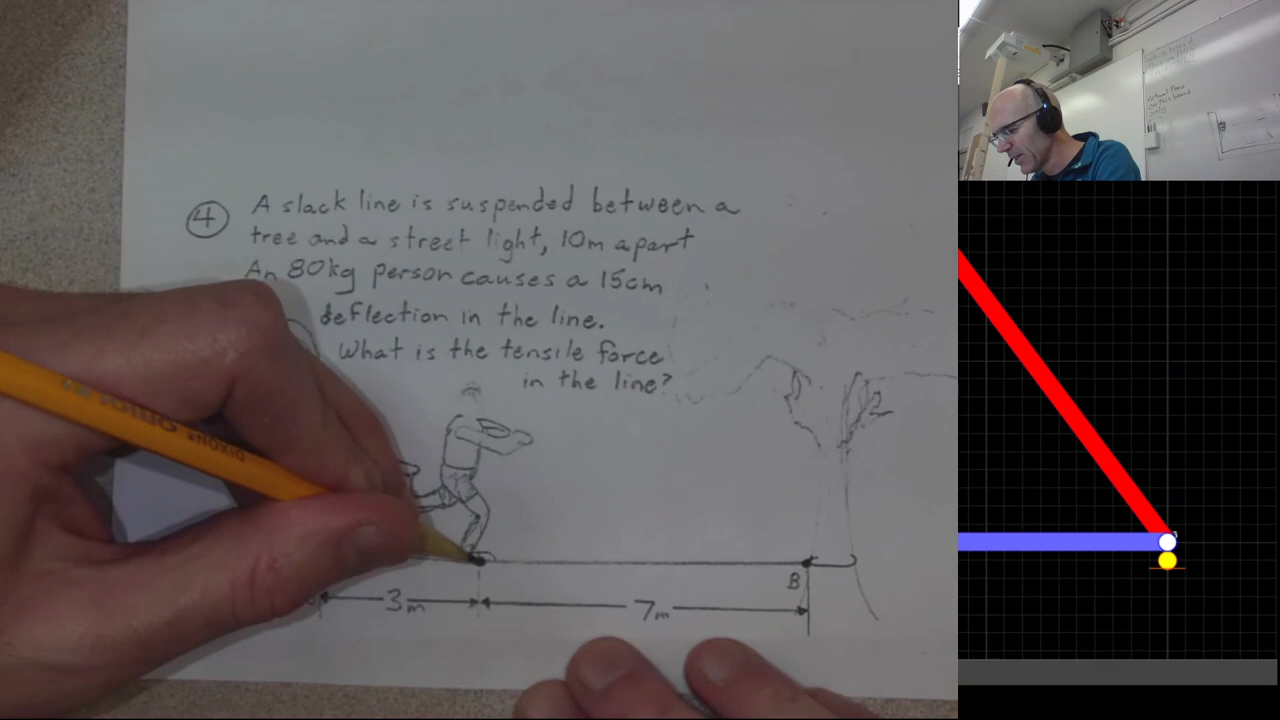 4 A slack line is suspended between a
tree and a street light, 10m apart
An 80kg person causes a 15cm
deflection in the line.
What is the tensile force
in the line?
B
3m
7m
DIXON®